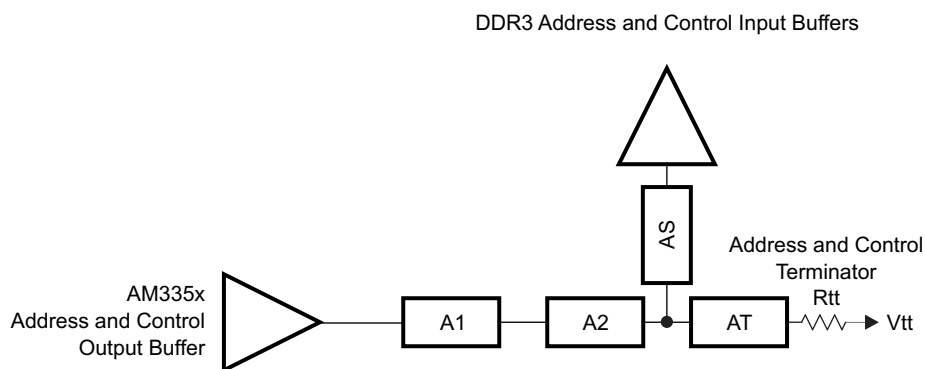 DDR3 Address and Control Input Buffers
AS
Address and Control
Terminator
Rtt
AM335x
Address and Control
Output Buffer
A1
A2
AT
Vtt